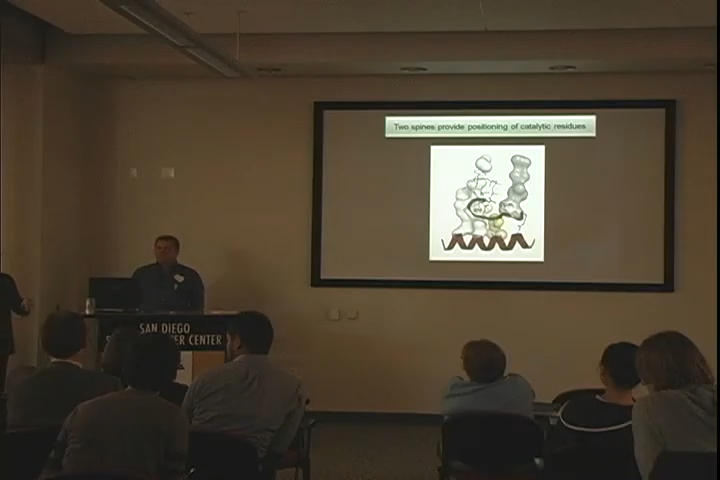 Two spines provide positioning of catalytic residues
SAN DIEGO
ER CENTER